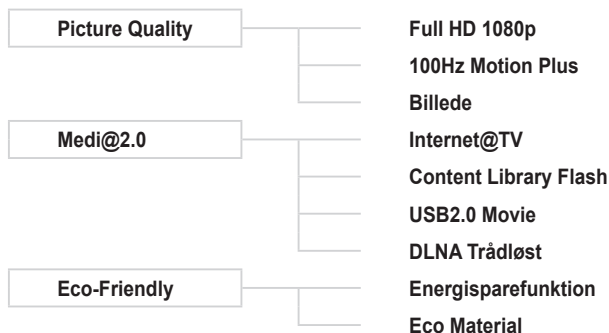 Picture Quality
Full HD 1080p
100Hz Motion Plus
Billede
Medi@2.0
Internet@TV
Content Library Flash
USB2.0 Movie
DLNA Trådløst
Eco-Friendly
Energisparefunktion
Eco Material